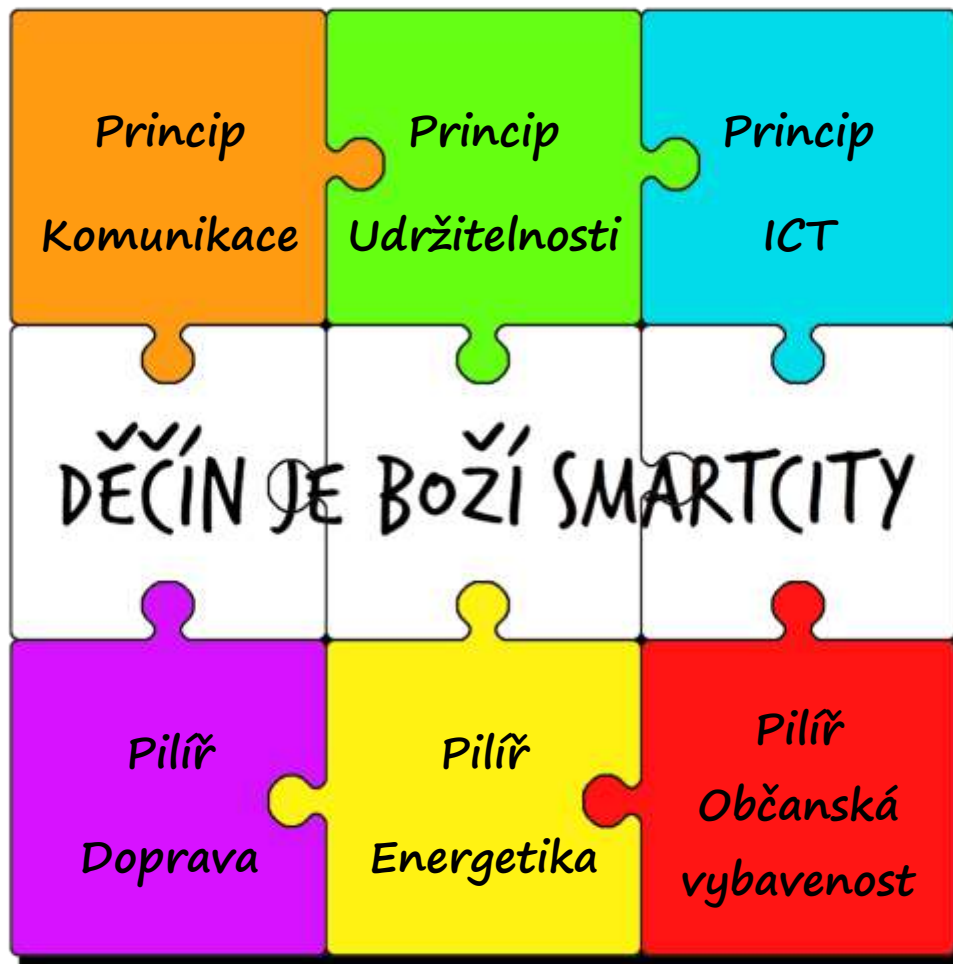 Princip
Komunikace
Princip
Udržitelnosti
Princip
ICT
DĚČÍN JE BOŽÍ SMARTCITY
Pilíř
Doprava
Pilíř
Energetika
Pilíř
Občanská
vybavenost